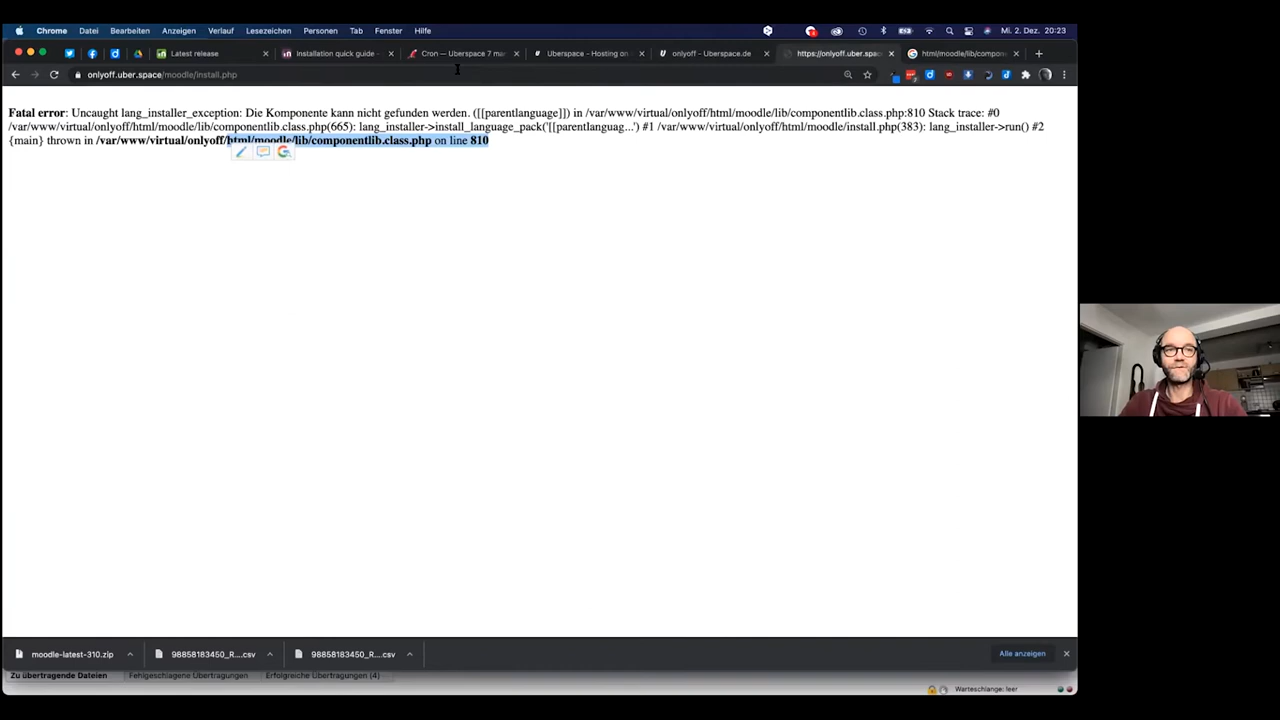 Chrome Datei Bearbeiten Anzeigen Verlauf Lesezeichen Personen Tab Fenster Hilfe Mi. 2. Dez. 20:23
Latest release Installation quick guide - Cron — Uberspace 7 ma Uberspace - Hosting on onlyoff - Uberspace.de https://onlyoff.uber.spac html/moodle/lib/compone
onlyoff.uber.space/moodle/install.php
Fatal error: Uncaught lang_installer_exception: Die Komponente kann nicht gefunden werden. ([[parentlanguage]]) in /var/www/virtual/onlyoff/html/moodle/lib/componentlib.class.php:810 Stack trace: #0
/var/www/virtual/onlyoff/html/moodle/lib/componentlib.class.php(665): lang_installer->install_language_pack('[[parentlanguag...') #1 /var/www/virtual/onlyoff/html/moodle/install.php(383): lang_installer->run() #2
{main} thrown in /var/www/virtual/onlyoff/html/moodle/lib/componentlib.class.php on line 810
moodle-latest-310.zip 98858183450_R....csv 98858183450_R....csv Alle anzeigen
Zu übertragende Dateien Fehlgeschlagene Übertragungen Erfolgreiche Übertragungen (4)
Warteschlange: leer